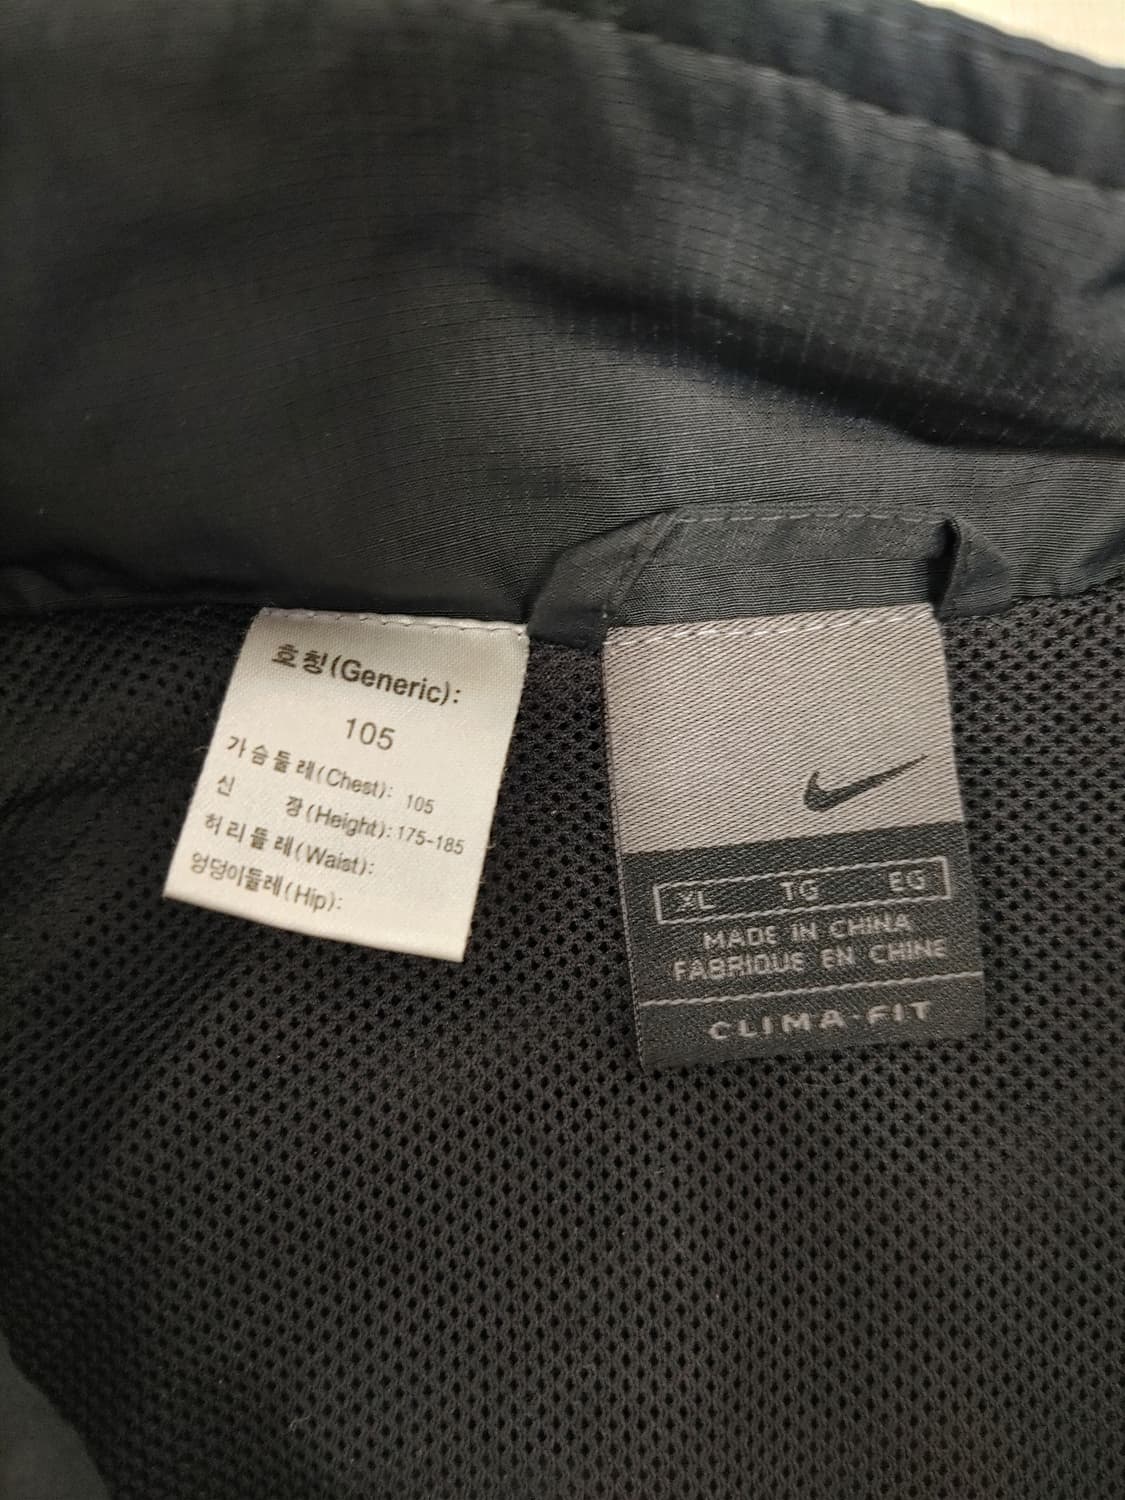 호칭(Generic):
105
가슴둘레(Chest): 105
신 장(Height):175-185
허리둘레(Waist):
엉덩이둘레(Hip):
XL TG EG
MADE IN CHINA
FABRIQUE EN CHINE
CLIMA-FIT